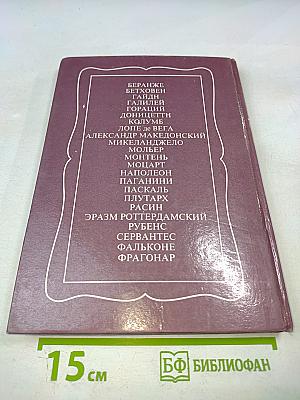 БЕРАНЖЕ
БЕТХОВЕН
ГАЙДН
ГАЛИЛЕЙ
ГОРАЦИЙ
ДОНИЦЕТТИ
КОЛУМБ
ЛОПЕ де ВЕГА
АЛЕКСАНДР МАКЕДОНСКИЙ
МИКЕЛАНДЖЕЛО
МОЛЬЕР
МОНТЕНЬ
МОЦАРТ
НАПОЛЕОН
ПАГАНИНИ
ПАСКАЛЬ
ПЛУТАРХ
РАСИН
ЭРАЗМ РОТТЕРДАМСКИЙ
РУБЕНС
СЕРВАНТЕС
ФАЛЬКОНЕ
ФРАГОНАР
15 см
БФ БИБЛИОФАН